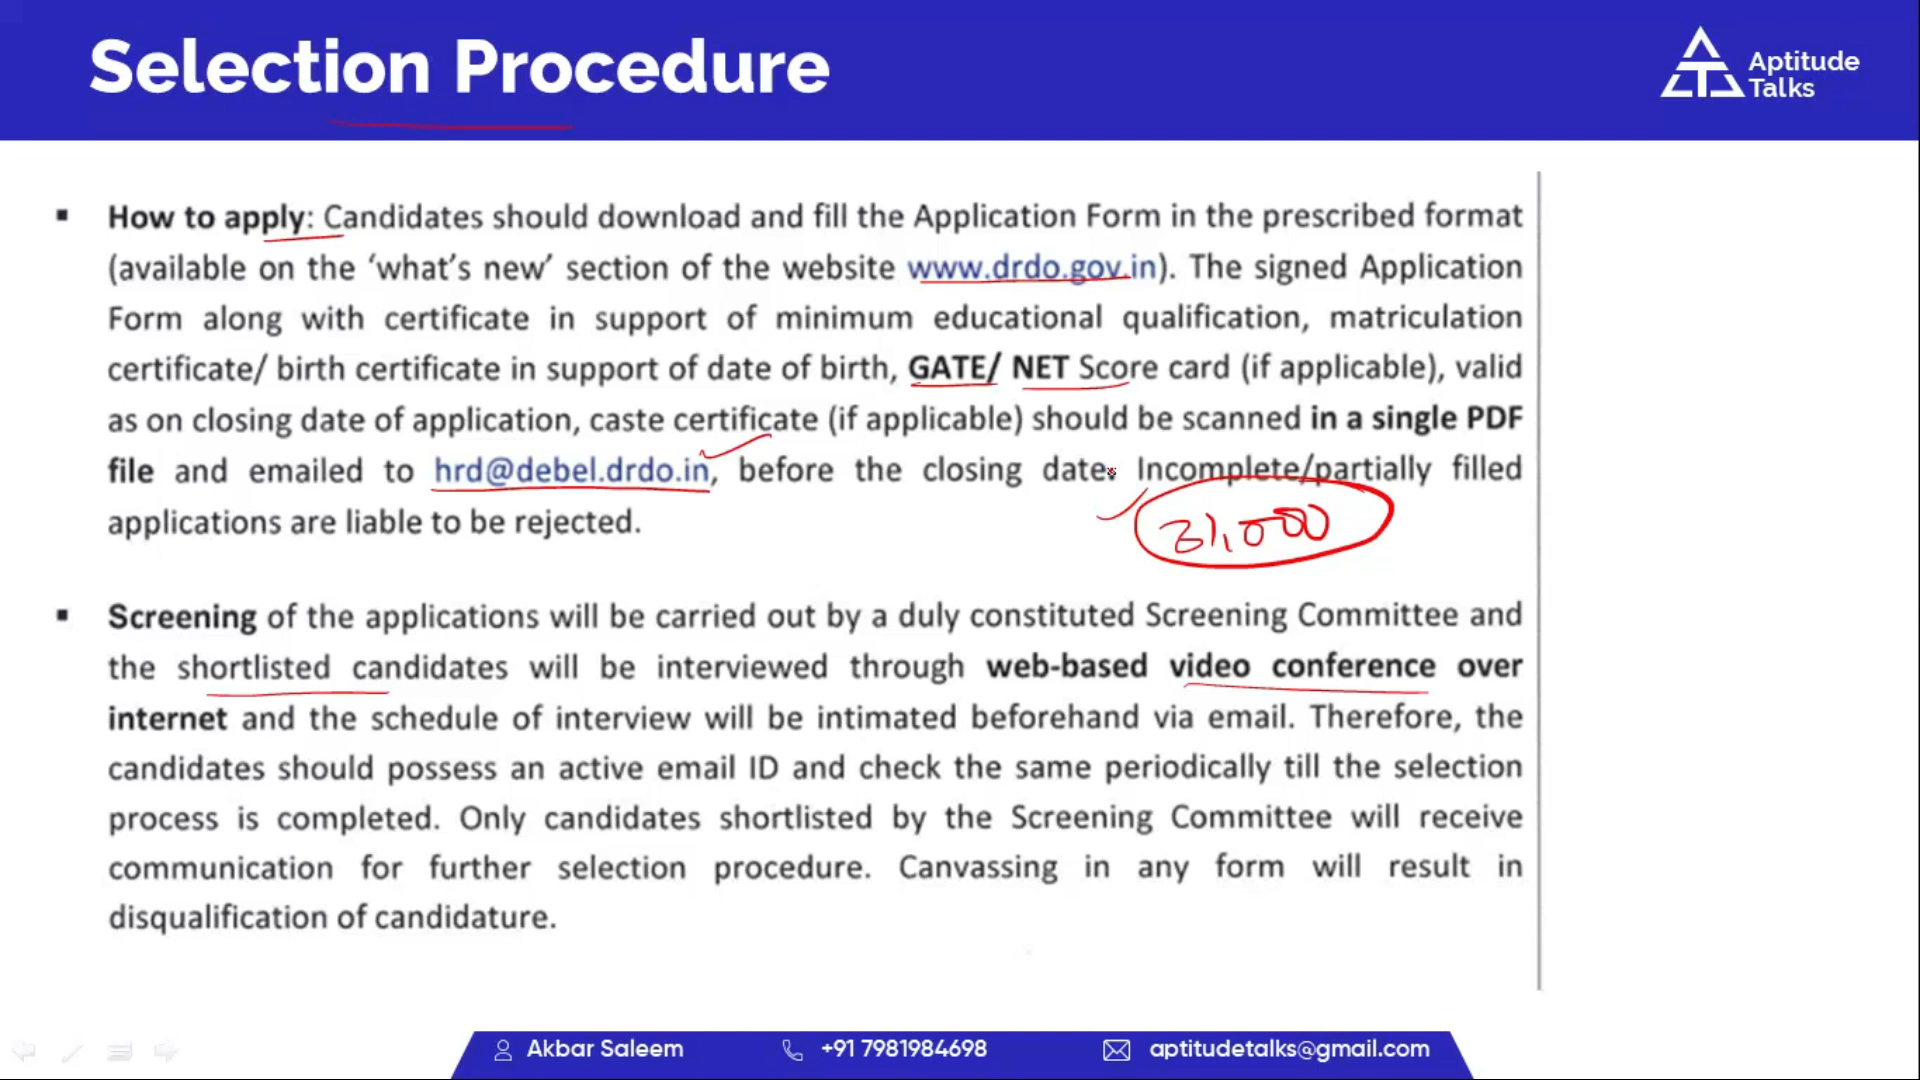 Selection Procedure
Aptitude
Talks
▪ How to apply: Candidates should download and fill the Application Form in the prescribed format
(available on the ‘what’s new’ section of the website www.drdo.gov.in). The signed Application
Form along with certificate in support of minimum educational qualification, matriculation
certificate/ birth certificate in support of date of birth, GATE/ NET Score card (if applicable), valid
as on closing date of application, caste certificate (if applicable) should be scanned in a single PDF
file and emailed to hrd@debel.drdo.in, before the closing date. Incomplete/partially filled
applications are liable to be rejected.
31,000
▪ Screening of the applications will be carried out by a duly constituted Screening Committee and
the shortlisted candidates will be interviewed through web-based video conference over
internet and the schedule of interview will be intimated beforehand via email. Therefore, the
candidates should possess an active email ID and check the same periodically till the selection
process is completed. Only candidates shortlisted by the Screening Committee will receive
communication for further selection procedure. Canvassing in any form will result in
disqualification of candidature.
Akbar Saleem
+91 7981984698
aptitudetalks@gmail.com